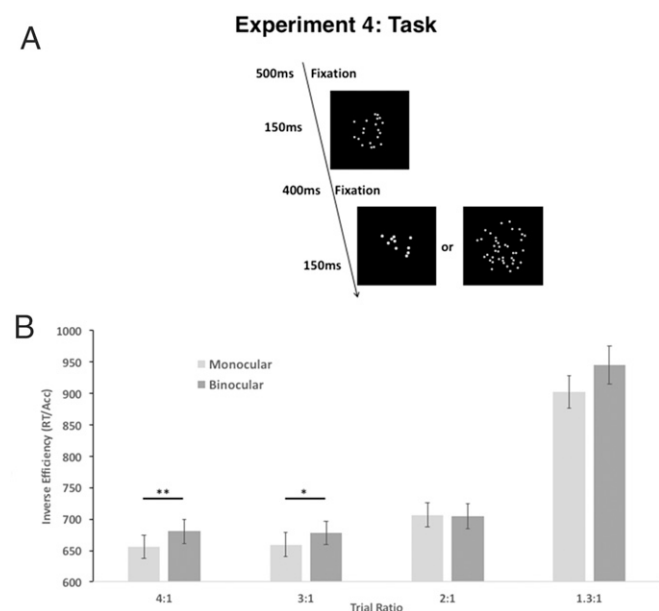 Experiment 4: Task
A
500ms Fixation
150ms
400ms Fixation
or
150ms
B
1000
950
900
850
800
750
700
650
600
Inverse Efficiency (RT/Acc)
Monocular
Binocular
**
*
4:1
3:1
2:1
1.3:1
Trial Ratio